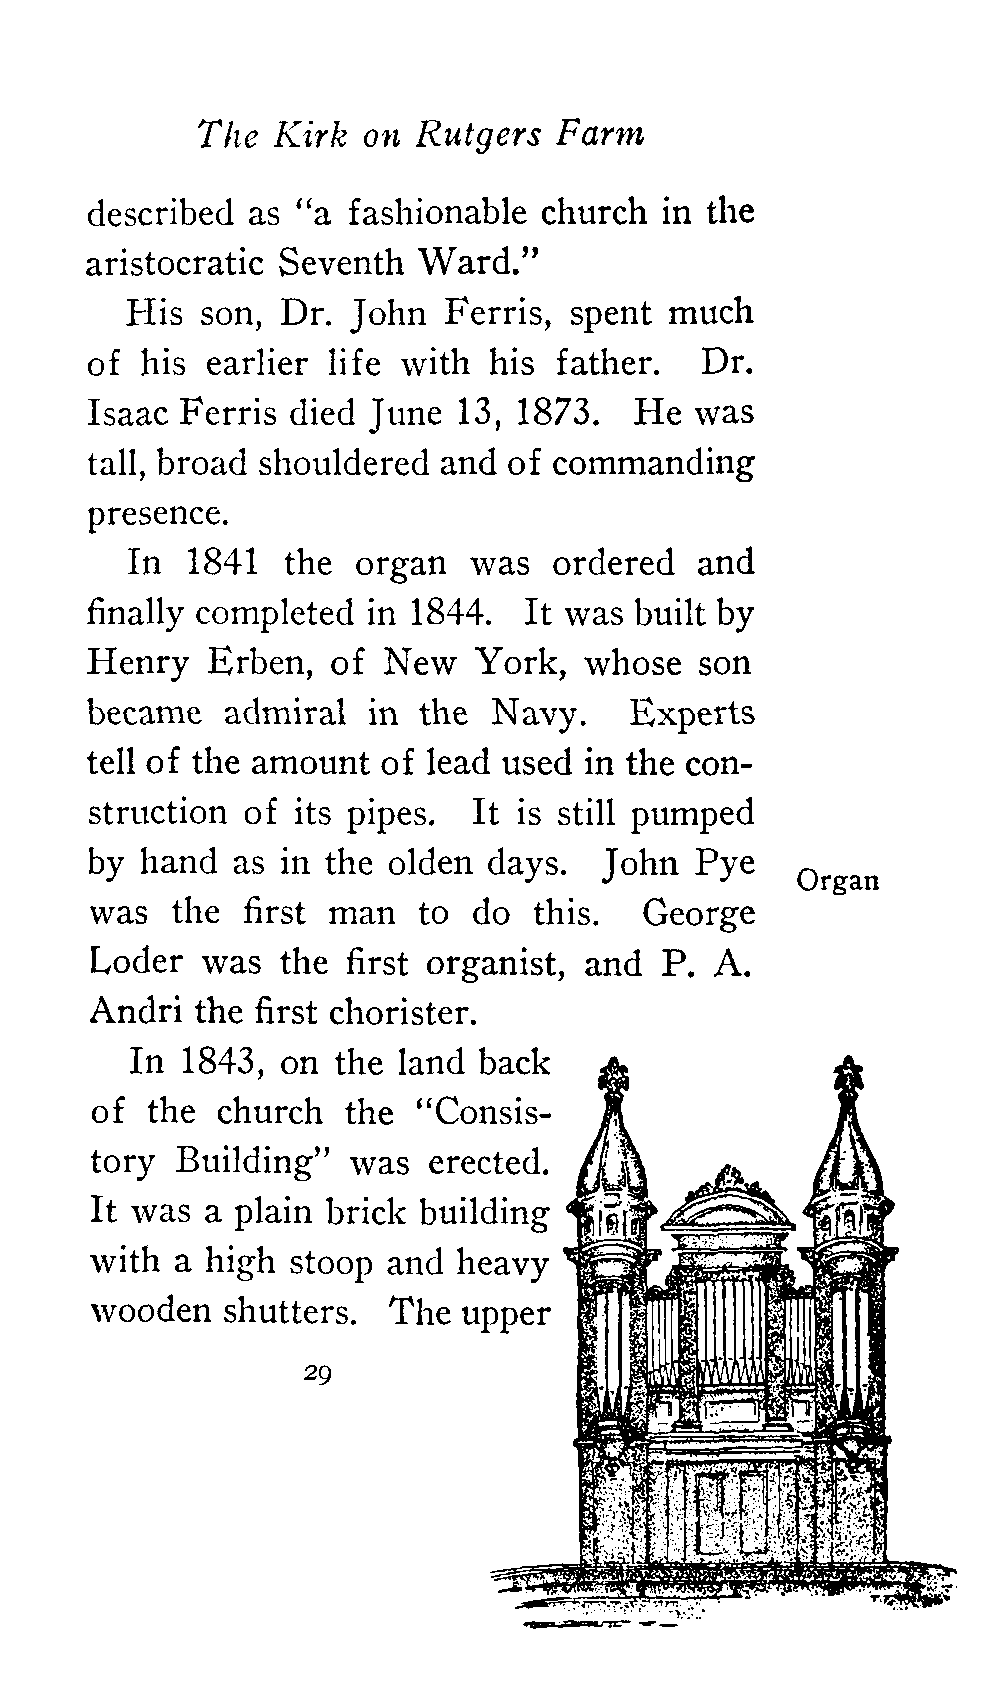 The Kirk on Rutgers Farm
described as "a fashionable church in the
aristocratic Seventh Ward."
His son, Dr. John Ferris, spent much
of his earlier life with his father. Dr.
Isaac Ferris died June 13, 1873. He was
tall, broad shouldered and of commanding
presence.
In 1841 the organ was ordered and
finally completed in 1844. It was built by
Henry Erben, of New York, whose son
became admiral in the Navy. Experts
tell of the amount of lead used in the con-
struction of its pipes. It is still pumped
by hand as in the olden days. John Pye
Organ
was the first man to do this. George
Loder was the first organist, and P. A.
Andri the first chorister.
In 1843, on the land back
of the church the "Consis-
tory Building" was erected.
It was a plain brick building
with a high stoop and heavy
wooden shutters. The upper
29